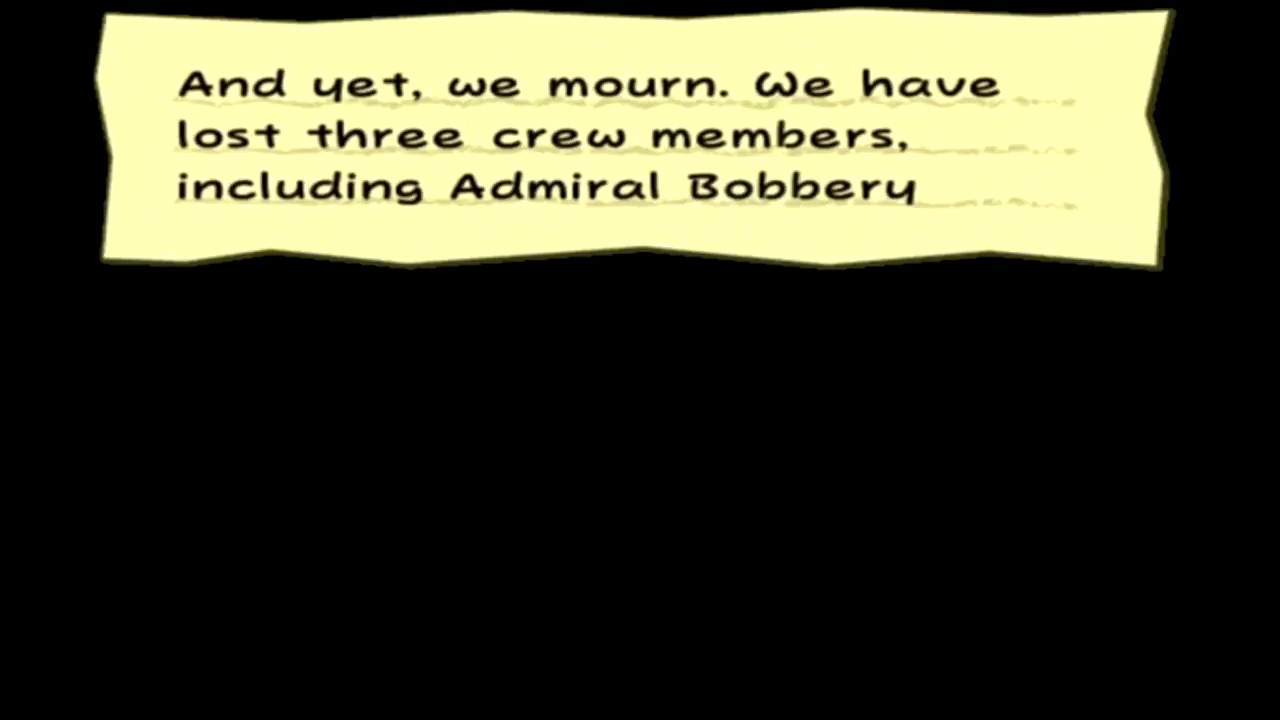 And yet, we mourn. We have
lost three crew members,
including Admiral Bobbery